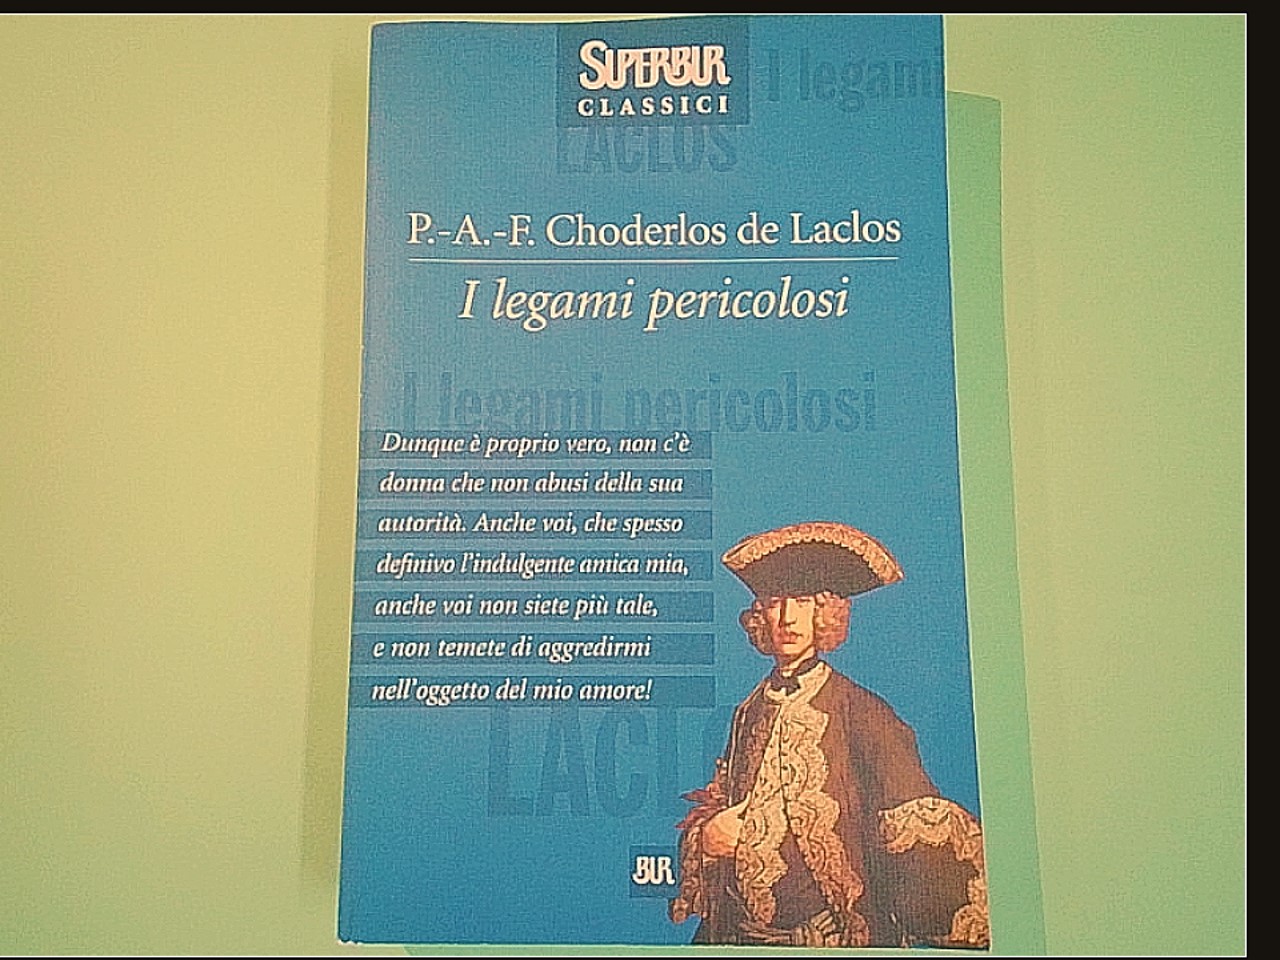 SUPERBUR
CLASSICI
I legami
LACLOS
P.-A.-F. Choderlos de Laclos
I legami pericolosi
I legami pericolosi
Dunque è proprio vero, non c'è
donna che non abusi della sua
autorità. Anche voi, che spesso
definivo l'indulgente amica mia,
anche voi non siete più tale,
e non temete di aggredirmi
nell'oggetto del mio amore!
LACLO
BUR